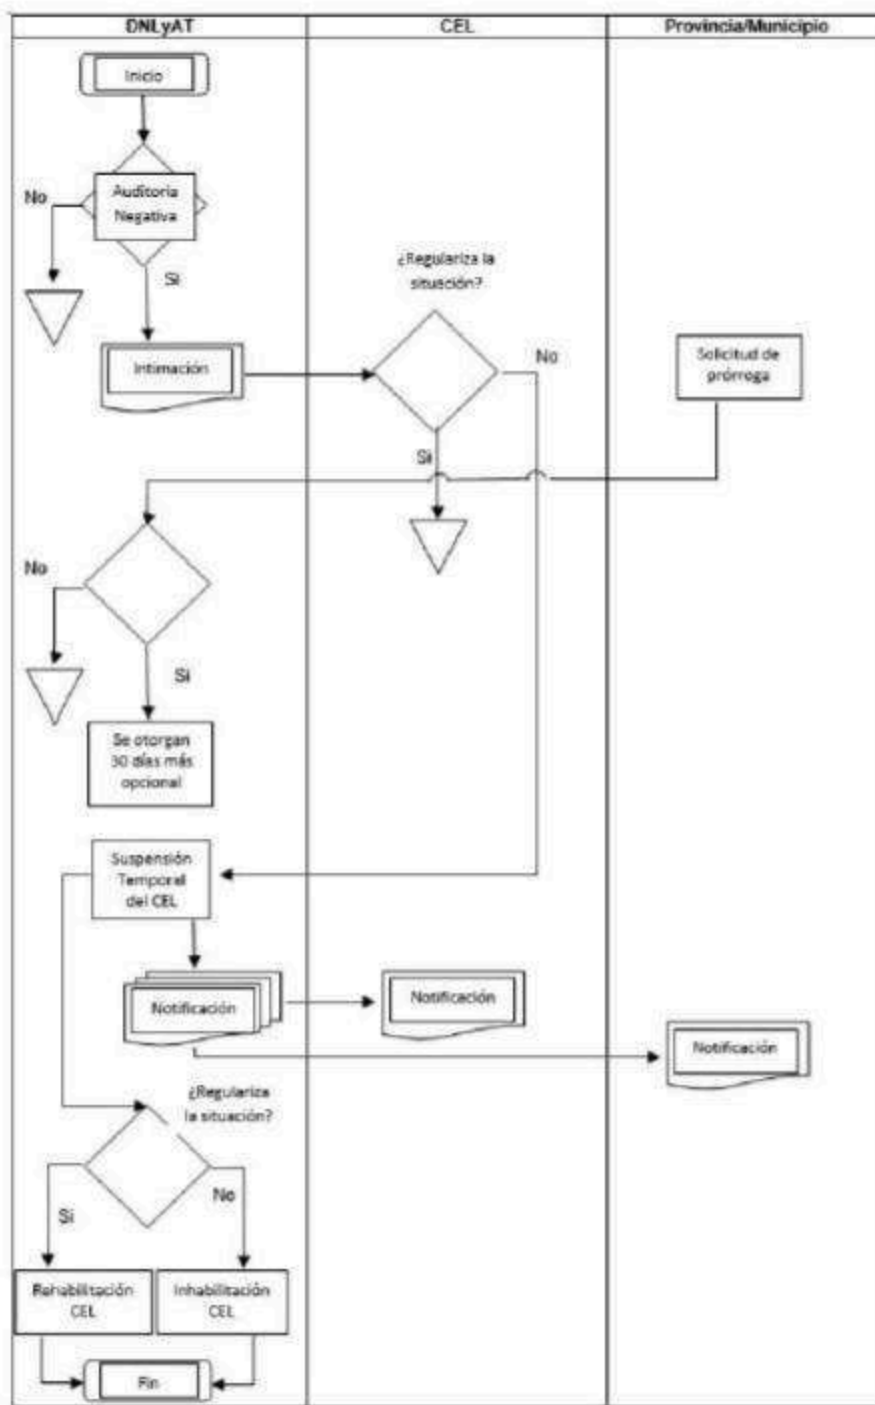 DNLyAT
CEL
Provincia/Municipio
Inicio
No
Auditoría
Negativa
Si
¿Regulariza la
situación?
Intimación
No
Solicitud de
prórroga
Si
No
Si
Se otorgan
30 días más
opcional
Suspensión
Temporal
del CEL
Notificación
Notificación
Notificación
¿Regulariza
la situación?
Si
No
Rehabilitación
CEL
Inhabilitación
CEL
Fin